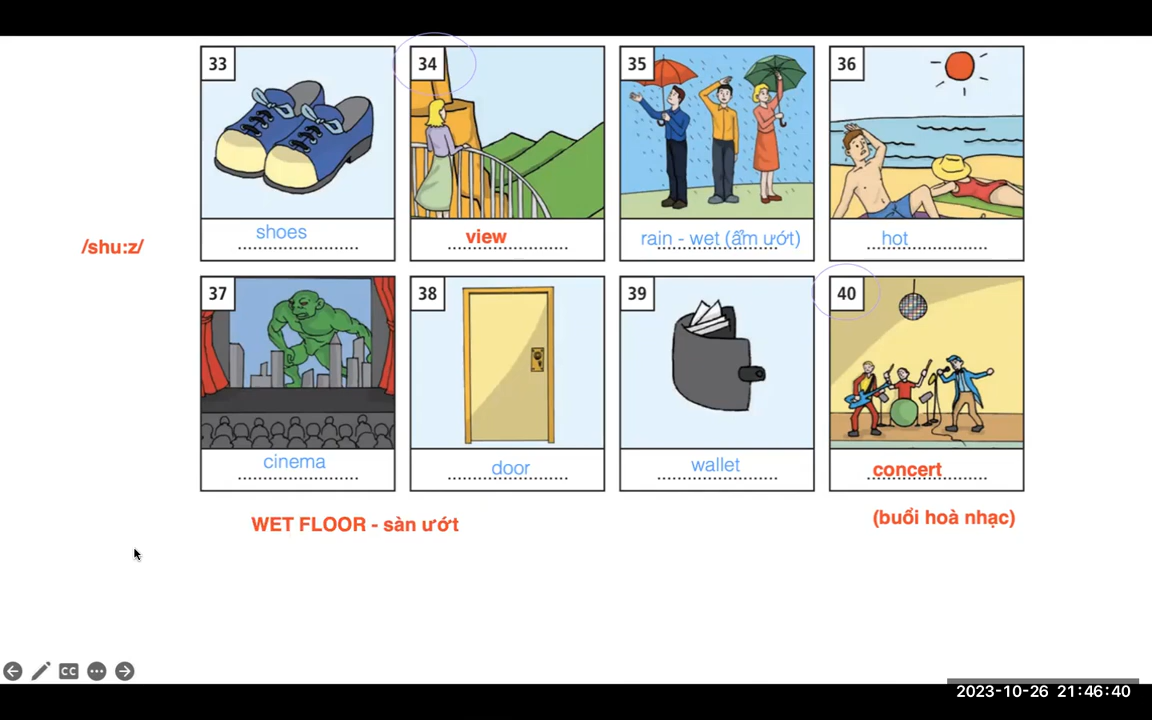 33
34
35
36
/shu:z/
shoes
view
rain - wet (ẩm ướt)
hot
37
38
39
40
cinema
door
wallet
concert
WET FLOOR - sàn ướt
(buổi hoà nhạc)
CC
2023-10-26 21:46:40